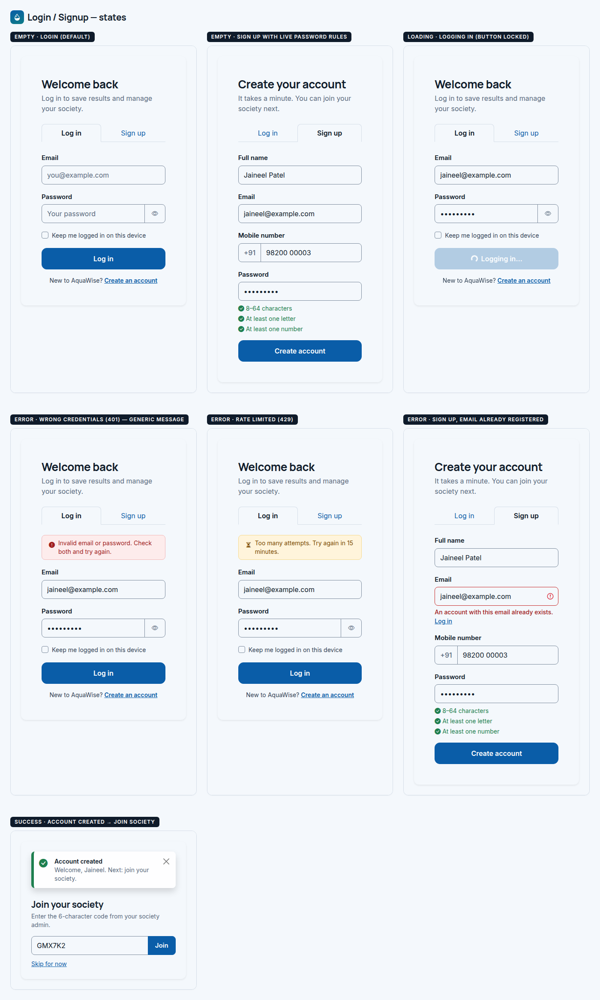 Login / Signup — states
EMPTY · LOGIN (DEFAULT)
Welcome back
Log in to save results and manage
your society.
Log in
Sign up
Email
you@example.com
Password
Your password
Keep me logged in on this device
Log in
New to AquaWise? Create an account
EMPTY · SIGN UP WITH LIVE PASSWORD RULES
Create your account
It takes a minute. You can join your
society next.
Log in
Sign up
Full name
Jaineel Patel
Email
jaineel@example.com
Mobile number
+91 98200 00003
Password
•••••••••
8–64 characters
At least one letter
At least one number
Create account
LOADING · LOGGING IN (BUTTON LOCKED)
Welcome back
Log in to save results and manage
your society.
Log in
Sign up
Email
jaineel@example.com
Password
•••••••••
Keep me logged in on this device
Logging in...
New to AquaWise? Create an account
ERROR · WRONG CREDENTIALS (401) — GENERIC MESSAGE
Welcome back
Log in to save results and manage
your society.
Log in
Sign up
Invalid email or password. Check
both and try again.
Email
jaineel@example.com
Password
•••••••••
Keep me logged in on this device
Log in
New to AquaWise? Create an account
ERROR · RATE LIMITED (429)
Welcome back
Log in to save results and manage
your society.
Log in
Sign up
Too many attempts. Try again in 15
minutes.
Email
jaineel@example.com
Password
•••••••••
Keep me logged in on this device
Log in
New to AquaWise? Create an account
ERROR · SIGN UP, EMAIL ALREADY REGISTERED
Create your account
It takes a minute. You can join your
society next.
Log in
Sign up
Full name
Jaineel Patel
Email
jaineel@example.com
An account with this email already exists.
Log in
Mobile number
+91 98200 00003
Password
•••••••••
8–64 characters
At least one letter
At least one number
Create account
SUCCESS · ACCOUNT CREATED → JOIN SOCIETY
Account created
Welcome, Jaineel. Next: join your
society.
Join your society
Enter the 6-character code from your society
admin.
GMX7K2
Join
Skip for now